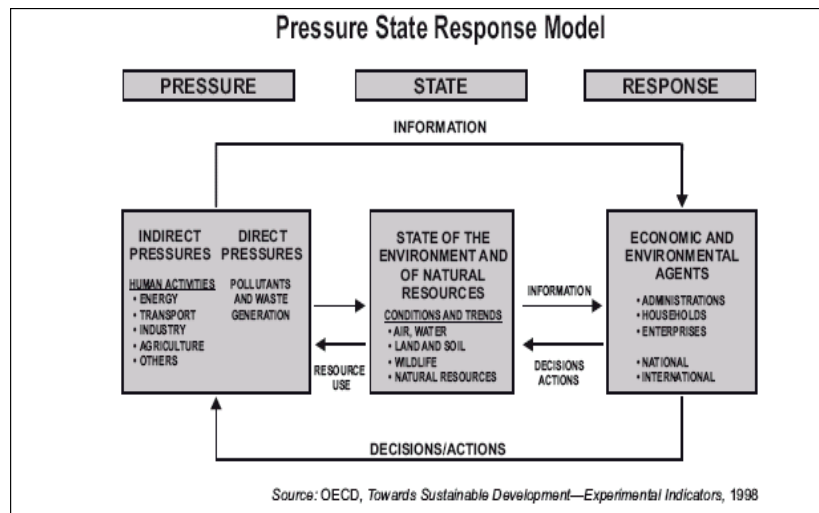 Pressure State Response Model
PRESSURE
STATE
RESPONSE
INFORMATION
INDIRECT
PRESSURES
HUMAN ACTIVITIES
• ENERGY
• TRANSPORT
• INDUSTRY
• AGRICULTURE
• OTHERS
DIRECT
PRESSURES
POLLUTANTS
AND WASTE
GENERATION
RESOURCE
USE
STATE OF THE
ENVIRONMENT AND
OF NATURAL
RESOURCES
CONDITIONS AND TRENDS
• AIR, WATER
• LAND AND SOIL
• WILDLIFE
• NATURAL RESOURCES
INFORMATION
DECISIONS
ACTIONS
ECONOMIC AND
ENVIRONMENTAL
AGENTS
• ADMINISTRATIONS
• HOUSEHOLDS
• ENTERPRISES
• NATIONAL
• INTERNATIONAL
DECISIONS/ACTIONS
Source: OECD, Towards Sustainable Development—Experimental Indicators, 1998